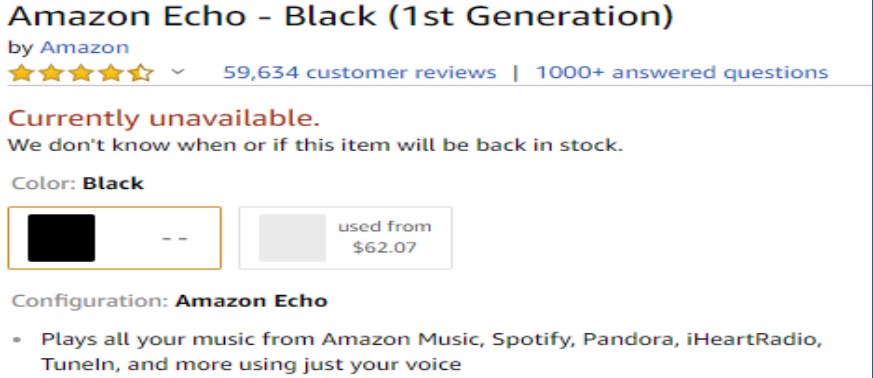 Amazon Echo - Black (1st Generation)
by Amazon
59,634 customer reviews | 1000+ answered questions
Currently unavailable.
We don't know when or if this item will be back in stock.
Color: Black
- -
used from
$62.07
Configuration: Amazon Echo
• Plays all your music from Amazon Music, Spotify, Pandora, iHeartRadio,
TuneIn, and more using just your voice